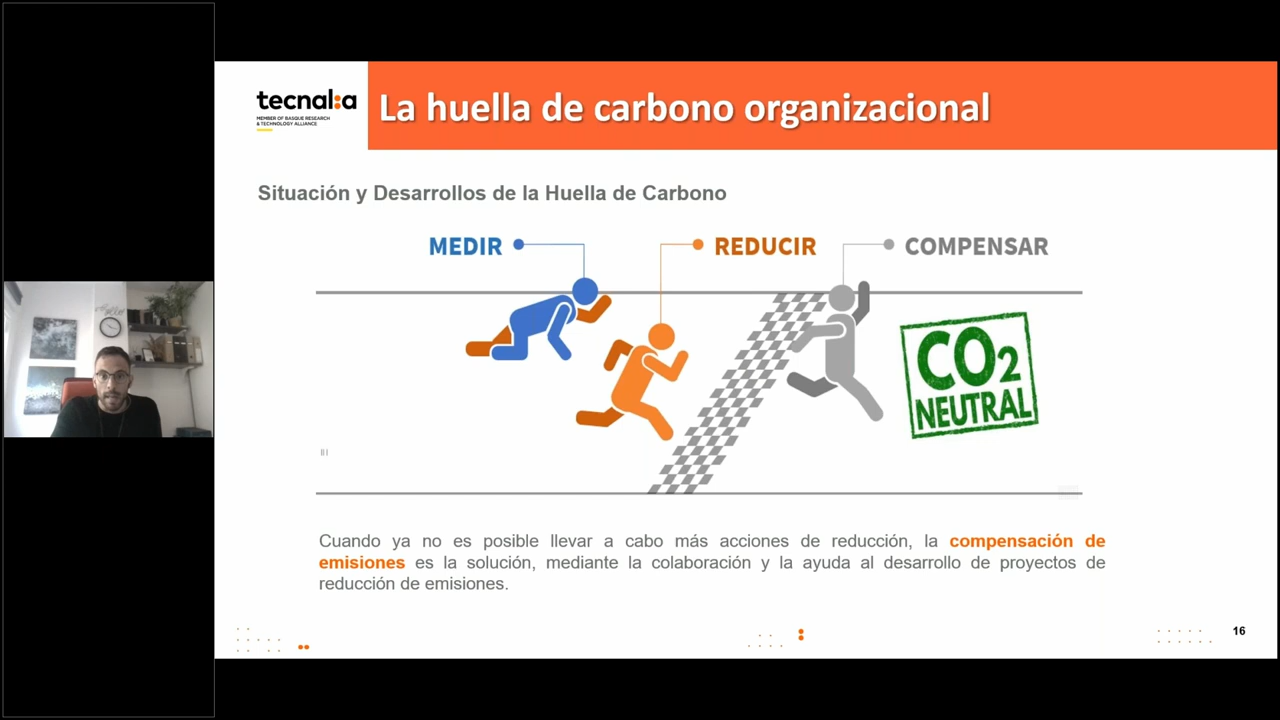 tecnal:a
MEMBER OF BASQUE RESEARCH
& TECHNOLOGY ALLIANCE
La huella de carbono organizacional
Situación y Desarrollos de la Huella de Carbono
MEDIR
REDUCIR
COMPENSAR
CO2
NEUTRAL
Cuando ya no es posible llevar a cabo más acciones de reducción, la compensación de
emisiones es la solución, mediante la colaboración y la ayuda al desarrollo de proyectos de
reducción de emisiones.
16